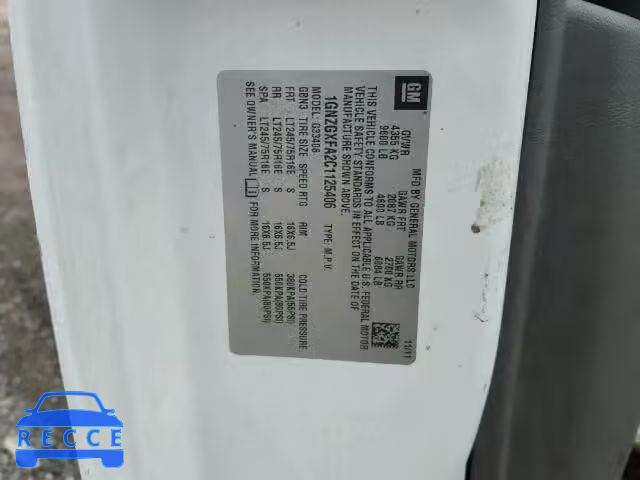 GM
MFD BY GENERAL MOTORS LLC
11/11
GVWR GAWR FRT GAWR RR
4355 KG 2087 KG 2760 KG
9600 LB 4600 LB 6084 LB
THIS VEHICLE CONFORMS TO ALL APPLICABLE U.S. FEDERAL MOTOR
VEHICLE SAFETY STANDARDS IN EFFECT ON THE DATE OF
MANUFACTURE SHOWN ABOVE.
1GNZGXFA2C1125406 TYPE: M.P.V.
MODEL: G33406
GBN3 TIRE SIZE SPEED RTG RIM COLD TIRE PRESSURE
FRT LT245/75R16E S 16X6.5J 380KPA(55PSI)
RR LT245/75R16E S 16X6.5J 550KPA(80PSI)
SPA LT245/75R16E S 16X6.5J 550KPA(80PSI)
SEE OWNER'S MANUAL FOR MORE INFORMATION.
RECCE